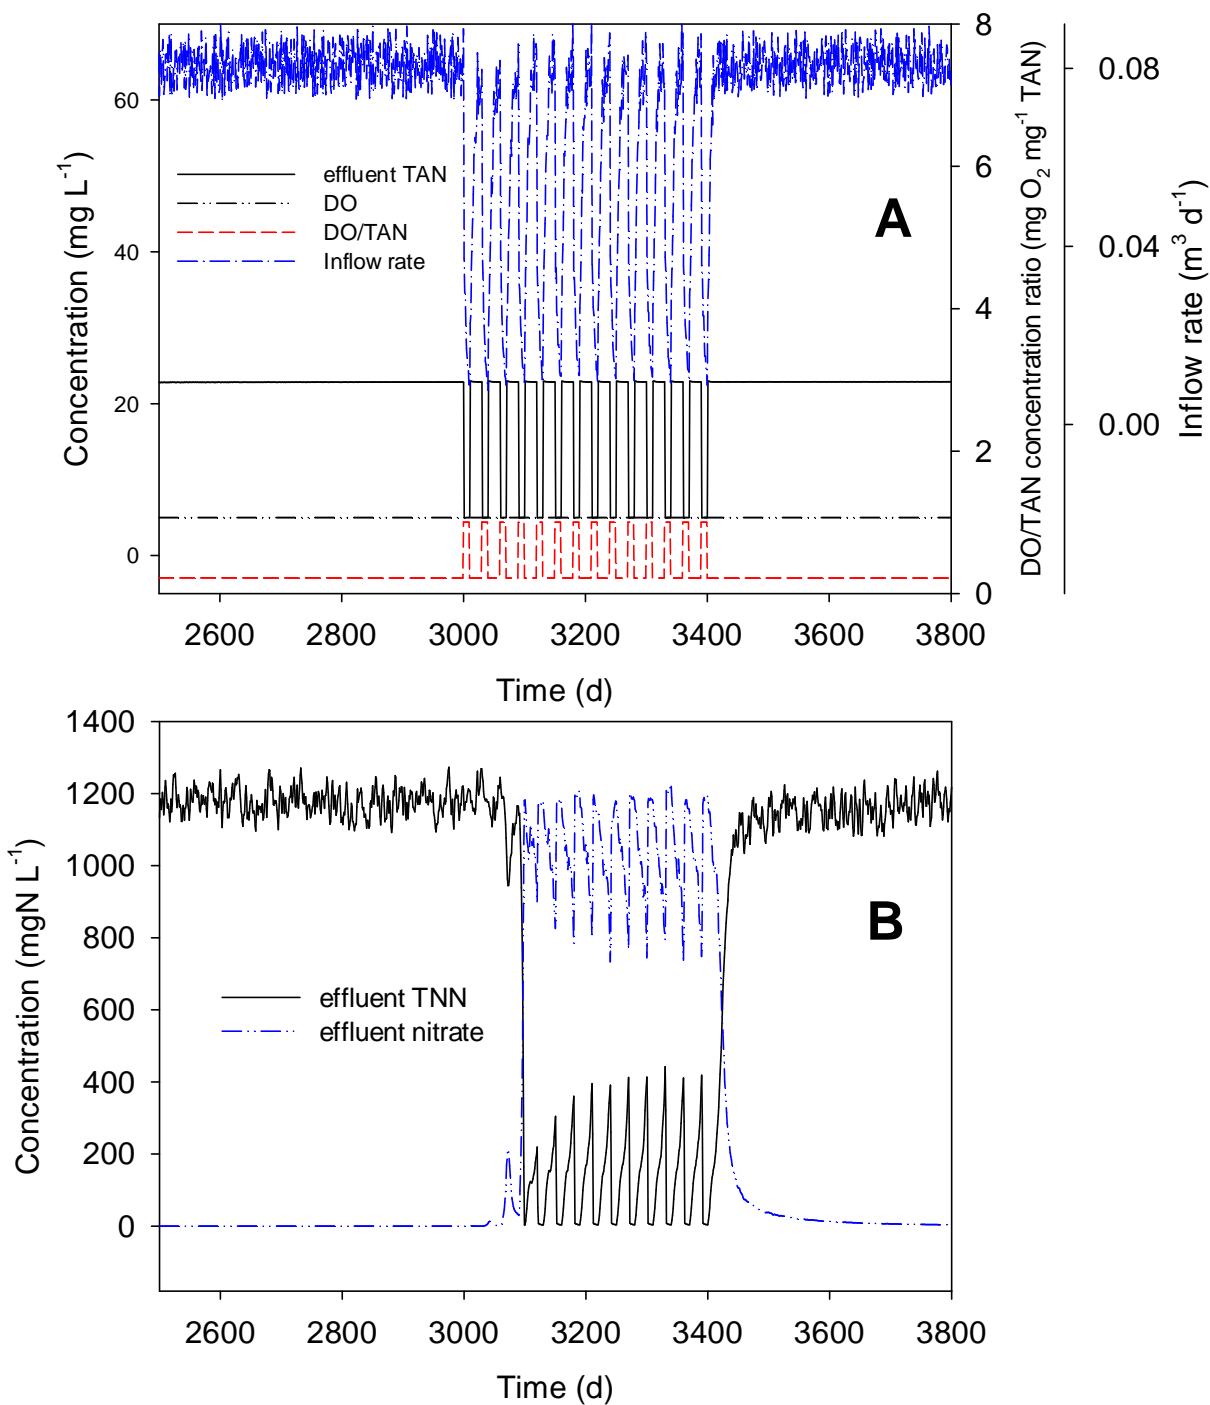 8
60
40
20
0
Concentration (mg L⁻¹)
effluent TAN
DO
DO/TAN
Inflow rate
A
6
4
2
0
DO/TAN concentration ratio (mg O₂ mg⁻¹ TAN)
0.08
0.04
0.00
Inflow rate (m³ d⁻¹)
2600 2800 3000 3200 3400 3600 3800
Time (d)
1400
1200
1000
800
600
400
200
0
Concentration (mgN L⁻¹)
B
effluent TNN
effluent nitrate
2600 2800 3000 3200 3400 3600 3800
Time (d)